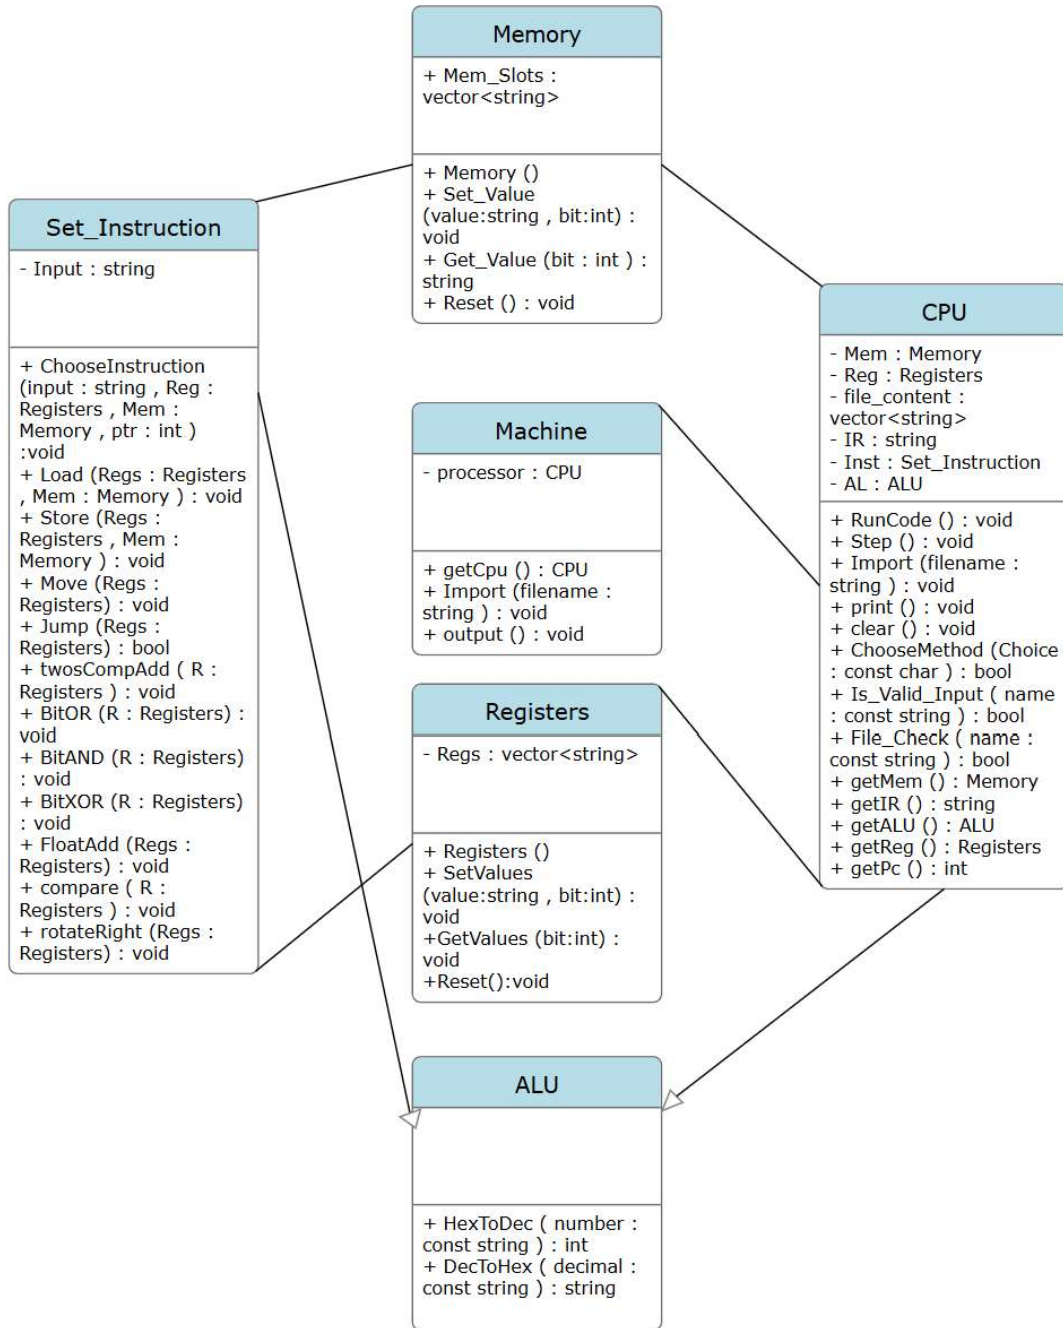 Memory
+ Mem_Slots :
vector<string>
+ Memory ()
+ Set_Value
(value:string , bit:int) :
void
+ Get_Value (bit : int ) :
string
+ Reset () : void
Set_Instruction
- Input : string
+ ChooseInstruction
(input : string , Reg :
Registers , Mem :
Memory , ptr : int )
:void
+ Load (Regs : Registers
, Mem : Memory ) : void
+ Store (Regs :
Registers , Mem :
Memory ) : void
+ Move (Regs :
Registers) : void
+ Jump (Regs :
Registers) : bool
+ twosCompAdd ( R :
Registers ) : void
+ BitOR (R : Registers) :
void
+ BitAND (R : Registers)
: void
+ BitXOR (R : Registers)
: void
+ FloatAdd (Regs :
Registers) : void
+ compare ( R :
Registers ) : void
+ rotateRight (Regs :
Registers) : void
Machine
- processor : CPU
+ getCpu () : CPU
+ Import (filename :
string ) : void
+ output () : void
Registers
- Regs : vector<string>
+ Registers ()
+ SetValues
(value:string , bit:int) :
void
+GetValues (bit:int) :
void
+Reset():void
CPU
- Mem : Memory
- Reg : Registers
- file_content :
vector<string>
- IR : string
- Inst : Set_Instruction
- AL : ALU
+ RunCode () : void
+ Step () : void
+ Import (filename :
string ) : void
+ print () : void
+ clear () : void
+ ChooseMethod (Choice
: const char ) : bool
+ Is_Valid_Input ( name
: const string ) : bool
+ File_Check ( name :
const string ) : bool
+ getMem () : Memory
+ getIR () : string
+ getALU () : ALU
+ getReg () : Registers
+ getPc () : int
ALU
+ HexToDec ( number :
const string ) : int
+ DecToHex ( decimal :
const string ) : string